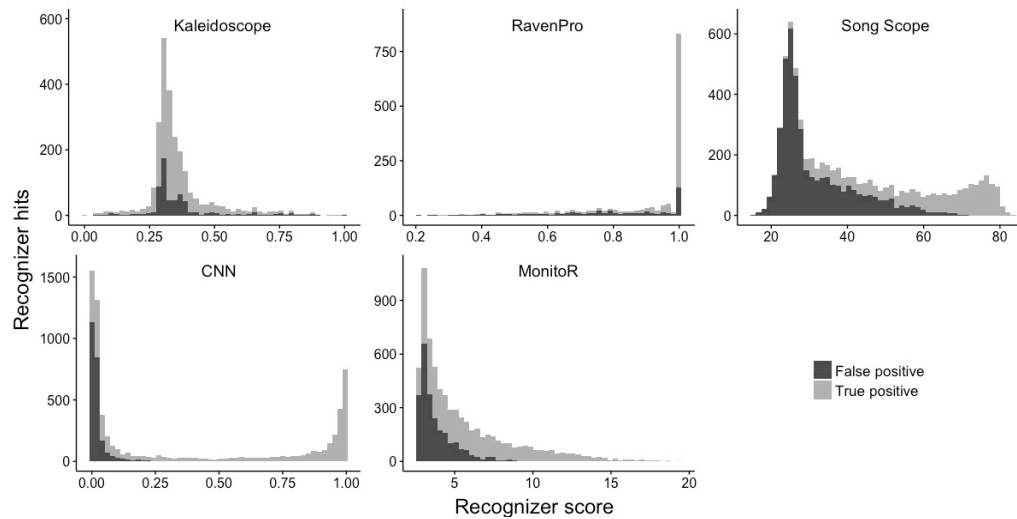 Kaleidoscope
600
400
200
0
0.00 0.25 0.50 0.75 1.00
RavenPro
750
500
250
0
0.2 0.4 0.6 0.8 1.0
Song Scope
600
400
200
0
20 40 60 80
Recognizer hits
CNN
1500
1000
500
0
0.00 0.25 0.50 0.75 1.00
MonitoR
900
600
300
0
5 10 15 20
False positive
True positive
Recognizer score